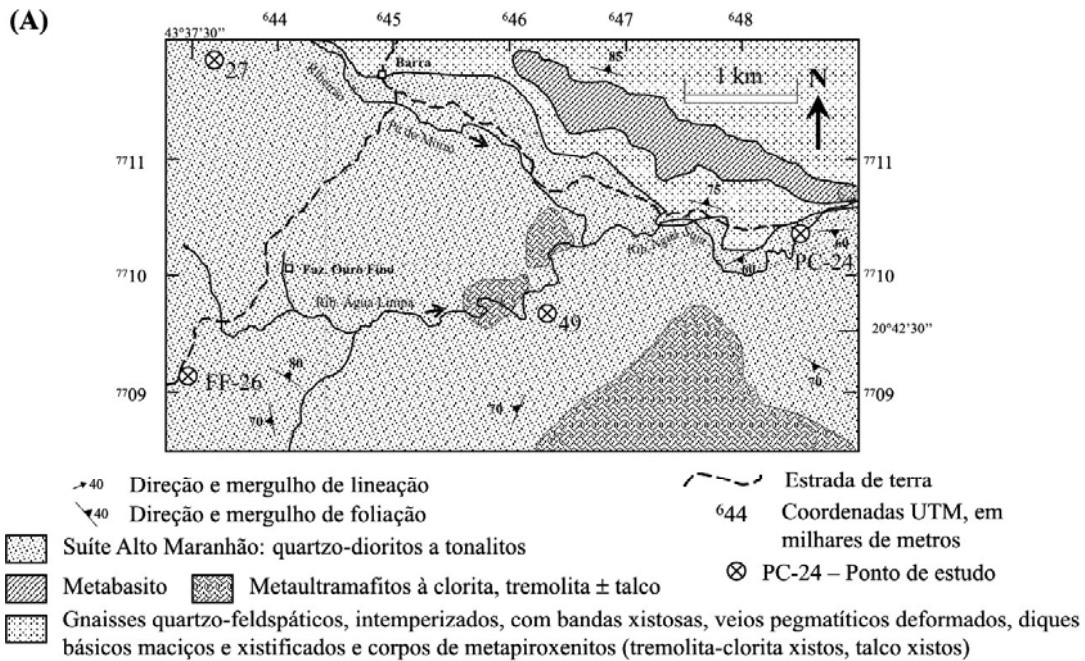 (A)
⁶44 ⁶45 ⁶46 ⁶47 ⁶48
43°37'30''
27
Barra
Ribeirão
85
1 km
N
⁷⁷11
⁷⁷11
75
60
PC-24
⁷⁷10
Faz. Ouro Fino
60
⁷⁷10
Rib. Água Limpa
49
20°42'30''
FF-26
80
70
⁷⁷09
70
70
⁷⁷09
40 Direção e mergulho de lineação
40 Direção e mergulho de foliação
Suíte Alto Maranhão: quartzo-dioritos a tonalitos
Metabasito
Metaultramafitos à clorita, tremolita ± talco
Estrada de terra
⁶44 Coordenadas UTM, em
milhares de metros
PC-24 – Ponto de estudo
Gnaisses quartzo-feldspáticos, intemperizados, com bandas xistosas, veios pegmatíticos deformados, diques
básicos maciços e xistificados e corpos de metapiroxenitos (tremolita-clorita xistos, talco xistos)